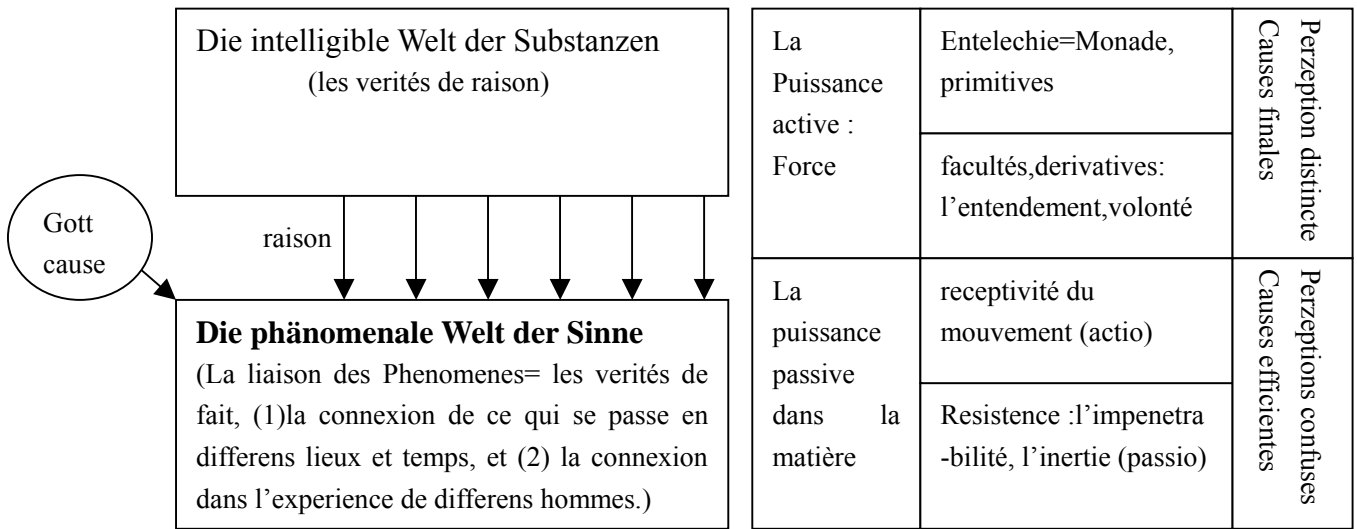 Die intelligible Welt der Substanzen
(les verités de raison)
Gott
cause
raison
Die phänomenale Welt der Sinne
(La liaison des Phenomenes= les verités de
fait, (1)la connexion de ce qui se passe en
differens lieux et temps, et (2) la connexion
dans l’experience de differens hommes.)
La
Puissance
active :
Force
Entelechie=Monade,
primitives
facultés,derivatives:
l’entendement,volonté
Perzeption distincte
Causes finales
La
puissance
passive
dans la
matière
receptivité du
mouvement (actio)
Resistence :l’impenetra
-bilité, l’inertie (passio)
Perzeptions confuses
Causes efficientes